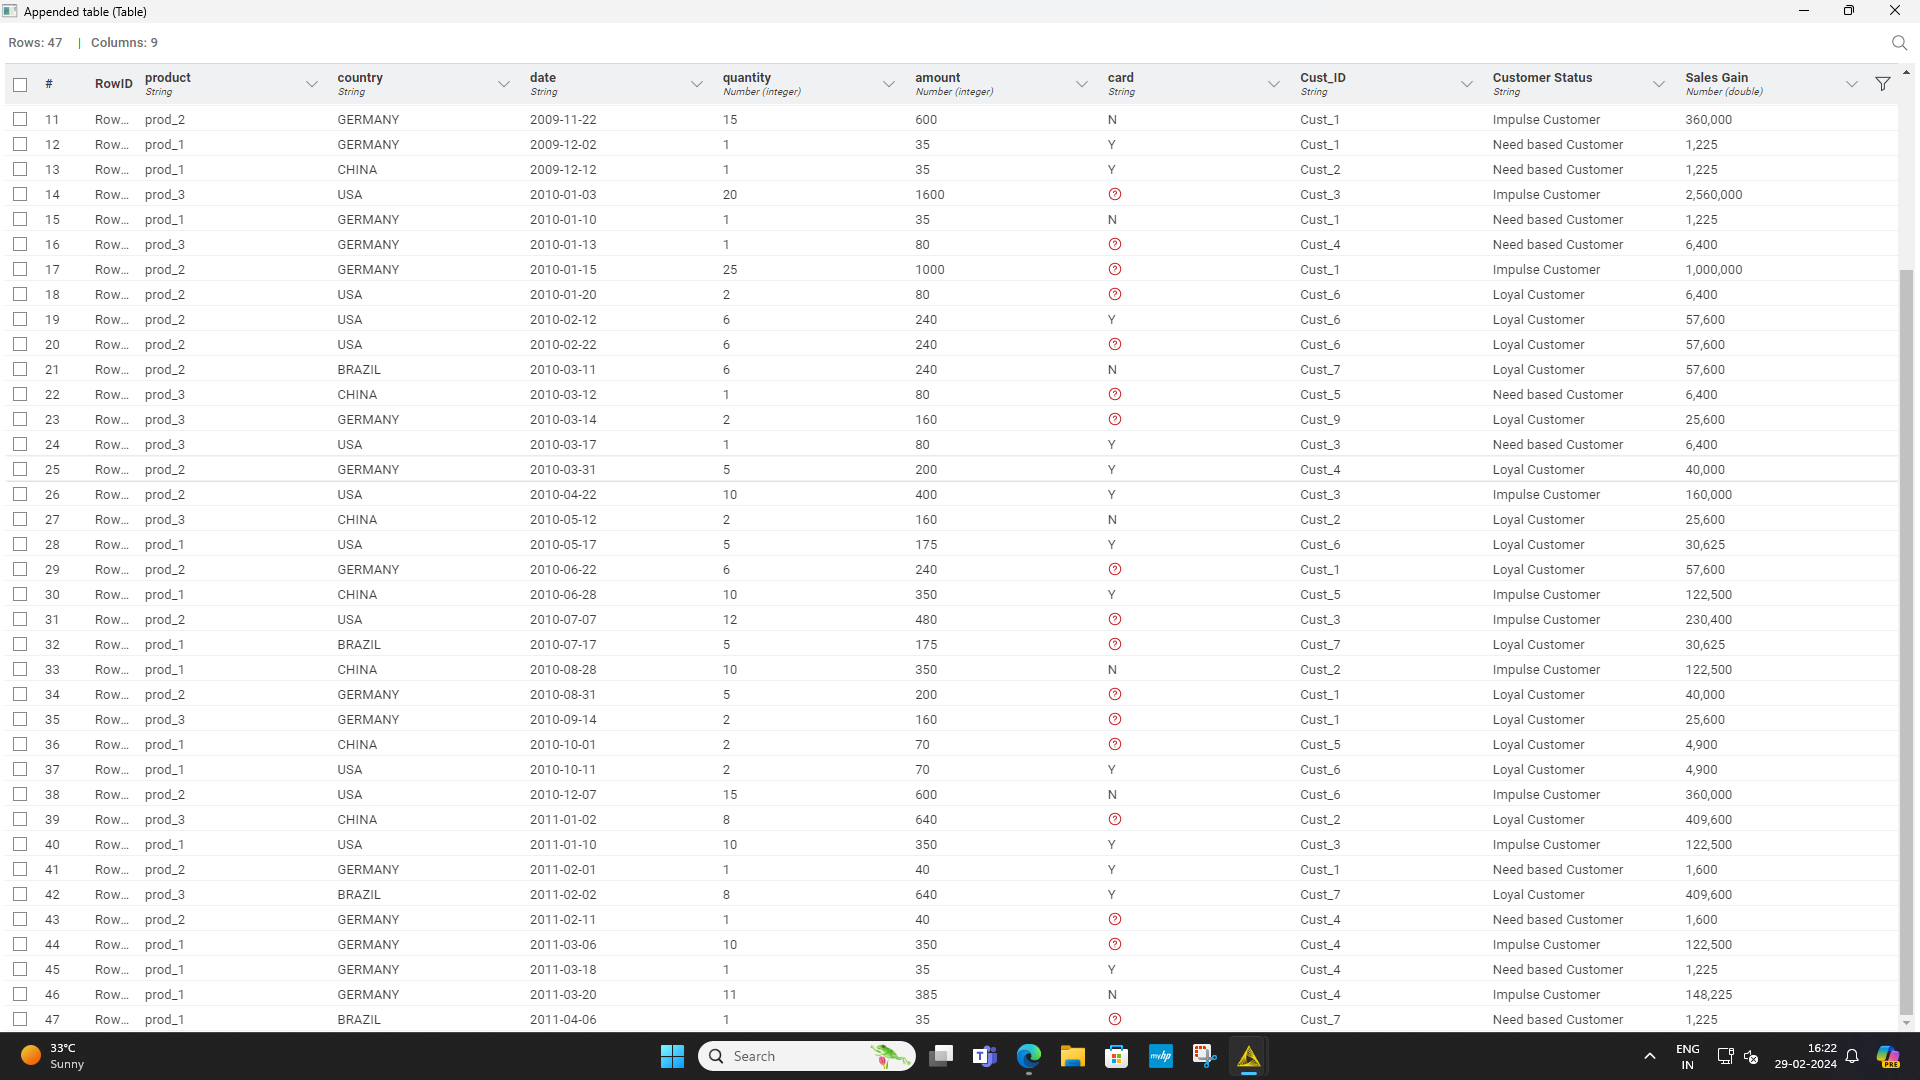 Appended table (Table)
Rows: 47 | Columns: 9
# RowID product country date quantity amount card Cust_ID Customer Status Sales Gain
String String String Number (integer) Number (integer) String String String Number (double)
11 Row... prod_2 GERMANY 2009-11-22 15 600 N Cust_1 Impulse Customer 360,000
12 Row... prod_1 GERMANY 2009-12-02 1 35 Y Cust_1 Need based Customer 1,225
13 Row... prod_1 CHINA 2009-12-12 1 35 Y Cust_2 Need based Customer 1,225
14 Row... prod_3 USA 2010-01-03 20 1600 ? Cust_3 Impulse Customer 2,560,000
15 Row... prod_1 GERMANY 2010-01-10 1 35 N Cust_1 Need based Customer 1,225
16 Row... prod_3 GERMANY 2010-01-13 1 80 ? Cust_4 Need based Customer 6,400
17 Row... prod_2 GERMANY 2010-01-15 25 1000 ? Cust_1 Impulse Customer 1,000,000
18 Row... prod_2 USA 2010-01-20 2 80 ? Cust_6 Loyal Customer 6,400
19 Row... prod_2 USA 2010-02-12 6 240 Y Cust_6 Loyal Customer 57,600
20 Row... prod_2 USA 2010-02-22 6 240 ? Cust_6 Loyal Customer 57,600
21 Row... prod_2 BRAZIL 2010-03-11 6 240 N Cust_7 Loyal Customer 57,600
22 Row... prod_3 CHINA 2010-03-12 1 80 ? Cust_5 Need based Customer 6,400
23 Row... prod_3 GERMANY 2010-03-14 2 160 ? Cust_9 Loyal Customer 25,600
24 Row... prod_3 USA 2010-03-17 1 80 Y Cust_3 Need based Customer 6,400
25 Row... prod_2 GERMANY 2010-03-31 5 200 Y Cust_4 Loyal Customer 40,000
26 Row... prod_2 USA 2010-04-22 10 400 Y Cust_3 Impulse Customer 160,000
27 Row... prod_3 CHINA 2010-05-12 2 160 N Cust_2 Loyal Customer 25,600
28 Row... prod_1 USA 2010-05-17 5 175 Y Cust_6 Loyal Customer 30,625
29 Row... prod_2 GERMANY 2010-06-22 6 240 ? Cust_1 Loyal Customer 57,600
30 Row... prod_1 CHINA 2010-06-28 10 350 Y Cust_5 Impulse Customer 122,500
31 Row... prod_2 USA 2010-07-07 12 480 ? Cust_3 Impulse Customer 230,400
32 Row... prod_1 BRAZIL 2010-07-17 5 175 ? Cust_7 Loyal Customer 30,625
33 Row... prod_1 CHINA 2010-08-28 10 350 N Cust_2 Impulse Customer 122,500
34 Row... prod_2 GERMANY 2010-08-31 5 200 ? Cust_1 Loyal Customer 40,000
35 Row... prod_3 GERMANY 2010-09-14 2 160 ? Cust_1 Loyal Customer 25,600
36 Row... prod_1 CHINA 2010-10-01 2 70 ? Cust_5 Loyal Customer 4,900
37 Row... prod_1 USA 2010-10-11 2 70 Y Cust_6 Loyal Customer 4,900
38 Row... prod_2 USA 2010-12-07 15 600 N Cust_6 Impulse Customer 360,000
39 Row... prod_3 CHINA 2011-01-02 8 640 ? Cust_2 Loyal Customer 409,600
40 Row... prod_1 USA 2011-01-10 10 350 Y Cust_3 Impulse Customer 122,500
41 Row... prod_2 GERMANY 2011-02-01 1 40 Y Cust_1 Need based Customer 1,600
42 Row... prod_3 BRAZIL 2011-02-02 8 640 Y Cust_7 Loyal Customer 409,600
43 Row... prod_2 GERMANY 2011-02-11 1 40 ? Cust_4 Need based Customer 1,600
44 Row... prod_1 GERMANY 2011-03-06 10 350 ? Cust_4 Impulse Customer 122,500
45 Row... prod_1 GERMANY 2011-03-18 1 35 Y Cust_4 Need based Customer 1,225
46 Row... prod_1 GERMANY 2011-03-20 11 385 N Cust_4 Impulse Customer 148,225
47 Row... prod_1 BRAZIL 2011-04-06 1 35 ? Cust_7 Need based Customer 1,225
33°C
Sunny
Search
myhp
ENG
IN
16:22
29-02-2024
PRE